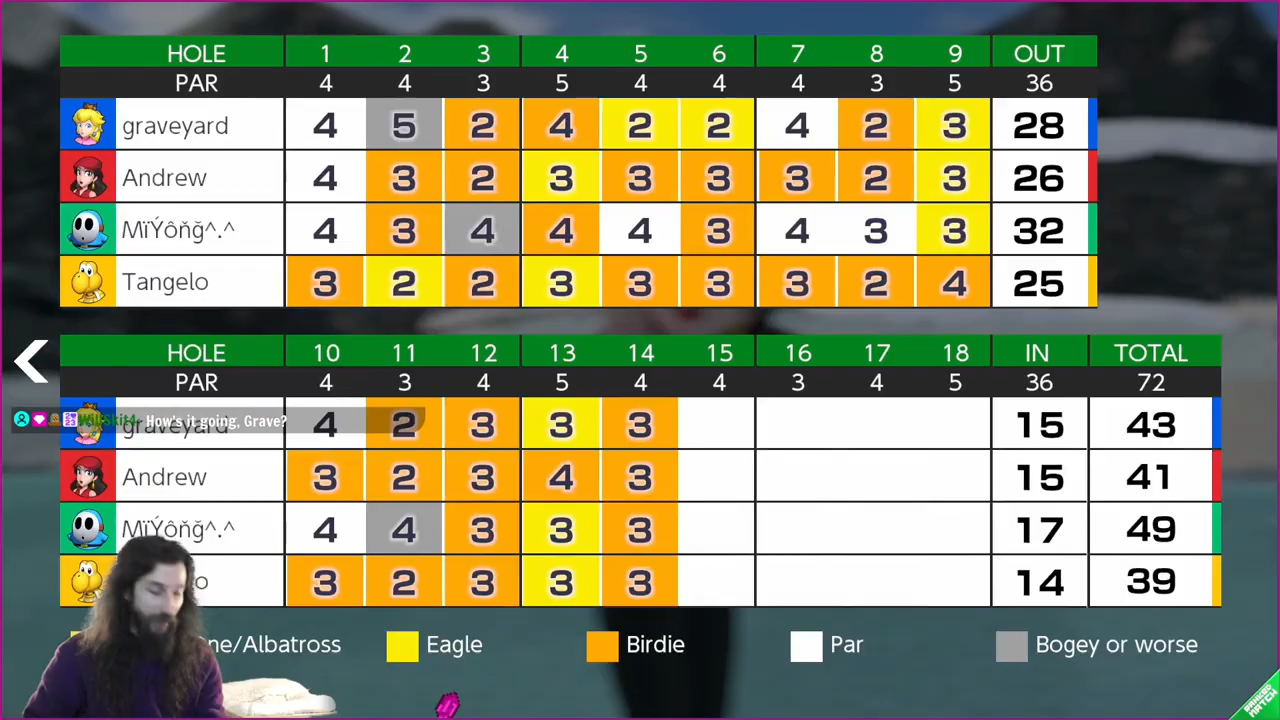 HOLE 1 2 3 4 5 6 7 8 9 OUT
PAR 4 4 3 5 4 4 4 3 5 36
graveyard 4 5 2 4 2 2 4 2 3 28
Andrew 4 3 2 3 3 3 3 2 3 26
MïÝôňğ^.^ 4 3 4 4 4 3 4 3 3 32
Tangelo 3 2 2 3 3 3 3 2 4 25
HOLE 10 11 12 13 14 15 16 17 18 IN TOTAL
PAR 4 3 4 5 4 4 3 4 5 36 72
WillSkit4: How's it going, Grave?
graveyard 4 2 3 3 3 15 43
Andrew 3 2 3 4 3 15 41
MïÝôňğ^.^ 4 4 3 3 3 17 49
o 3 2 3 3 3 14 39
ne/Albatross Eagle Birdie Par Bogey or worse
RANKED MATCH